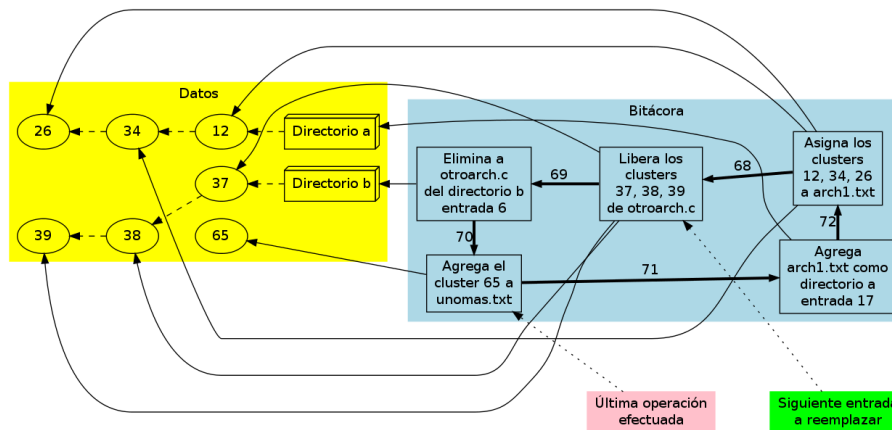 Datos
Bitácora
26
34
12
Directorio a
37
Directorio b
39
38
65
Elimina a
otroarch.c
del directorio b
entrada 6
69
Libera los
clusters
37, 38, 39
de otroarch.c
68
Asigna los
clusters
12, 34, 26
a arch1.txt
70
72
Agrega el
cluster 65 a
unomas.txt
71
Agrega
arch1.txt como
directorio a
entrada 17
Última operación
efectuada
Siguiente entrada
a reemplazar